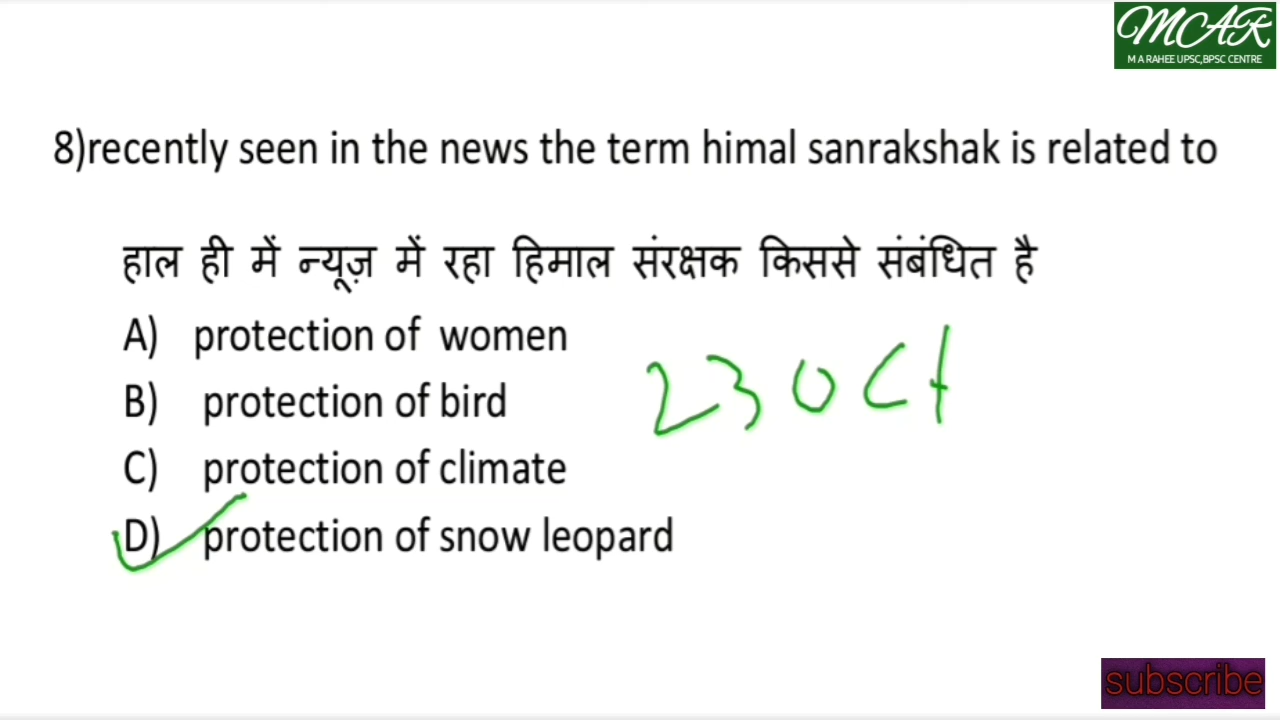 MCAR
M A RAHEE UPSC,BPSC CENTRE
8)recently seen in the news the term himal sanrakshak is related to
हाल ही में न्यूज़ में रहा हिमाल संरक्षक किससे संबंधित है
A) protection of women
23 Oct
B) protection of bird
C) protection of climate
D) protection of snow leopard
subscribe